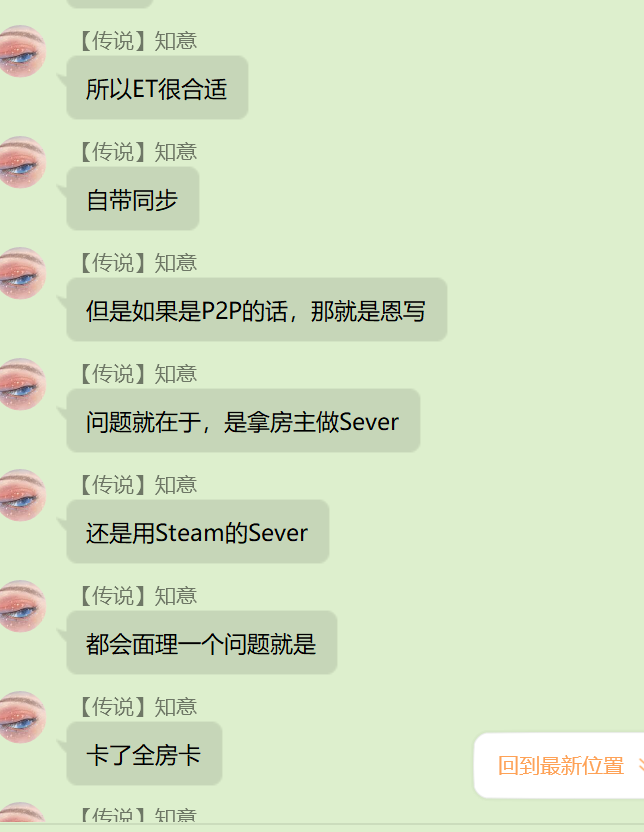 【传说】知意
所以ET很合适
【传说】知意
自带同步
【传说】知意
但是如果是P2P的话，那就是恩写
【传说】知意
问题就在于，是拿房主做Sever
【传说】知意
还是用Steam的Sever
【传说】知意
都会面理一个问题就是
【传说】知意
卡了全房卡
回到最新位置
【传说】知意